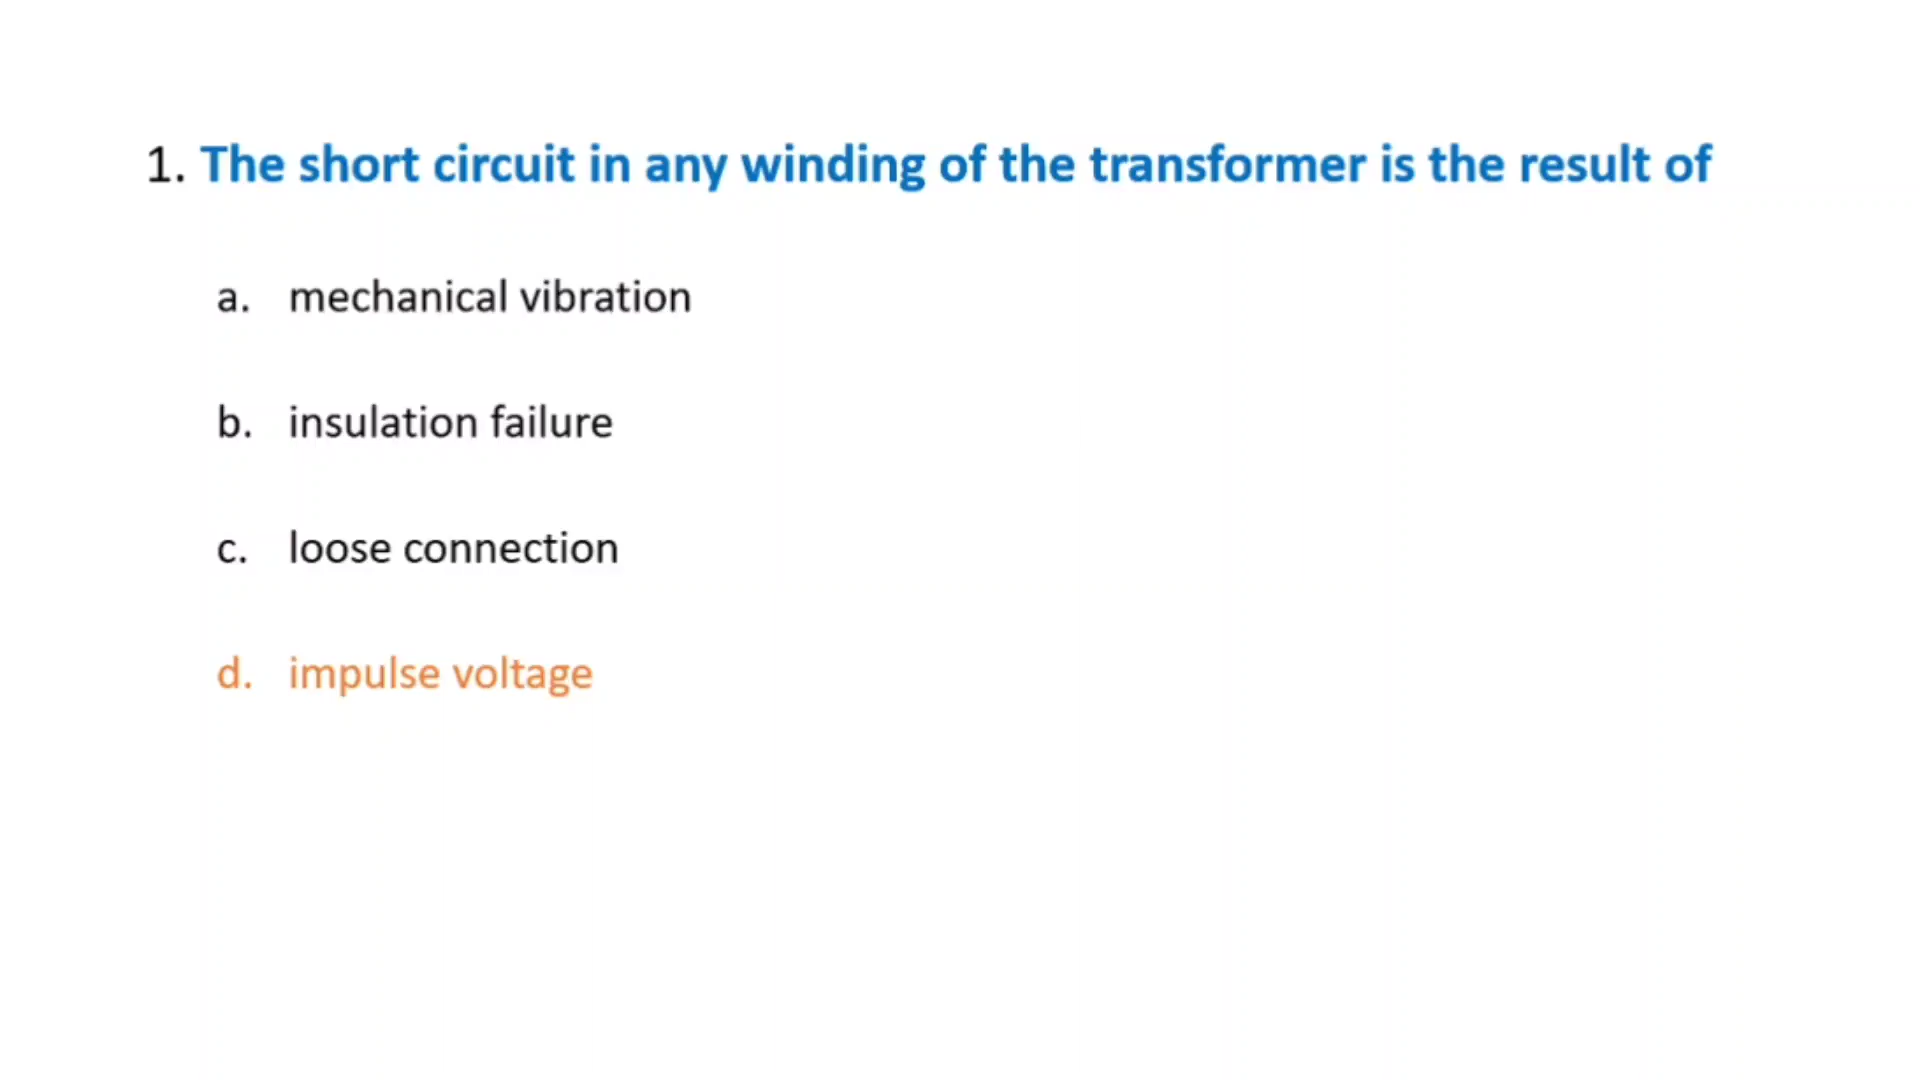 1. The short circuit in any winding of the transformer is the result of
a. mechanical vibration
b. insulation failure
c. loose connection
d. impulse voltage